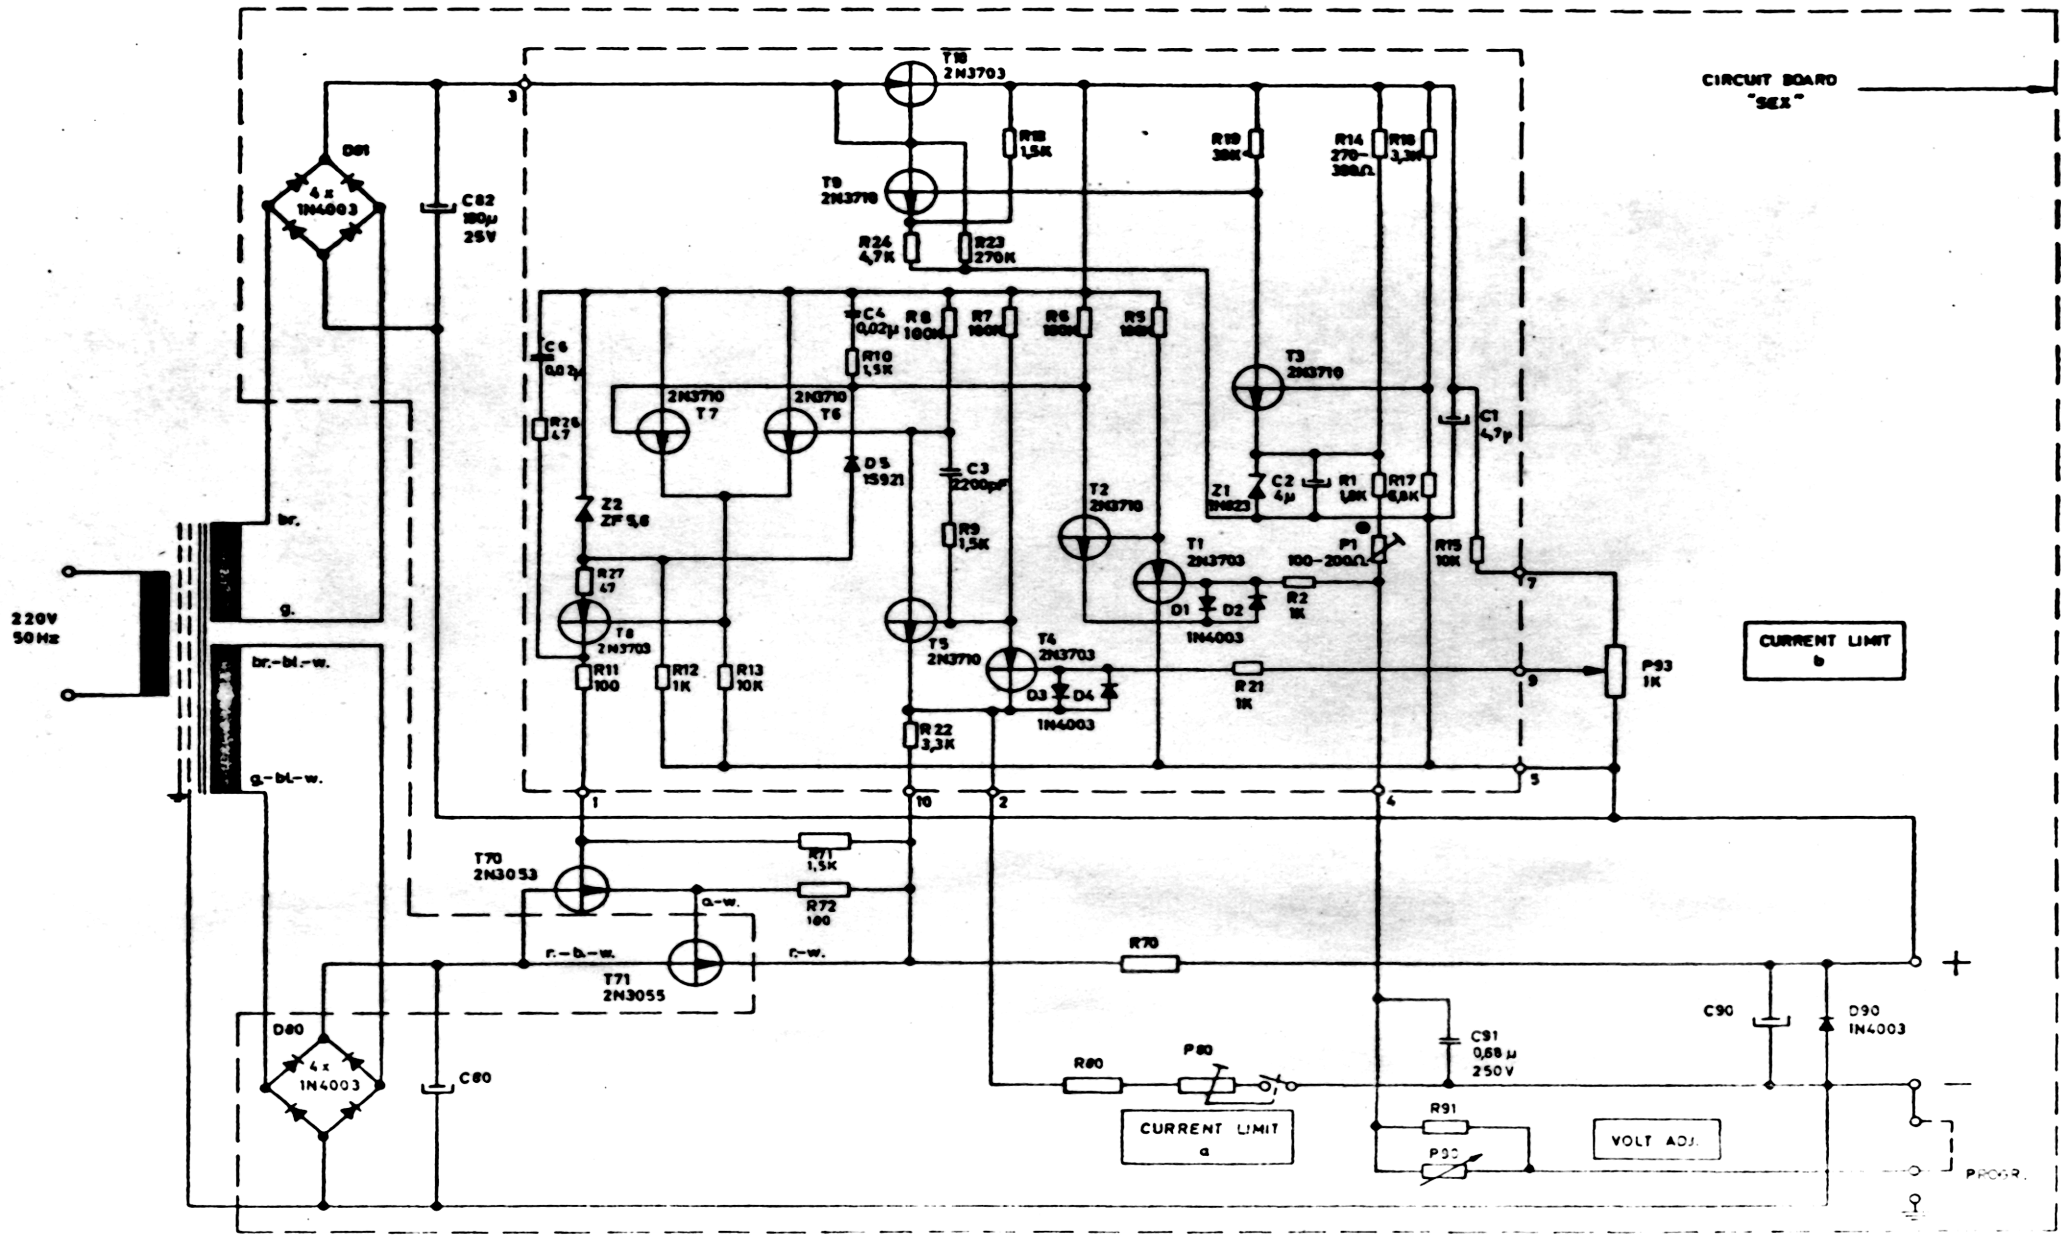 T18
2N3703
CIRCUIT BOARD
"SEX"
3
D81
4 x
1N4003
C82
180µ
25V
R18
1,5K
R19
39K
R14
270-
390Ω
R16
3,3K
T9
2N3710
R24
4,7K
R23
270K
C4
0,02µ
R8
100K
R7
180K
R6
180K
R5
180K
C6
0,02µ
R10
1,5K
T3
2N3710
2N3710
T7
2N3710
T6
C1
4,7µ
R26
47
D5
1S921
C3
2200pF
T2
2N3710
Z1
1N823
C2
4µ
R1
1,8K
R17
6,8K
Z2
ZF 5,6
br.
R9
1,5K
T1
2N3703
P1
100-200Ω
R15
10K
7
R27
47
220V
50Hz
g.
D1
D2
1N4003
R2
1K
T8
2N3703
T5
2N3710
T4
2N3703
CURRENT LIMIT
b
br.-bl-w.
R11
100
R12
1K
R13
10K
D3
D4
1N4003
R21
1K
9
P93
1K
R22
3,3K
g.-bl.-w.
5
1
10
2
4
T70
2N3053
R71
1,5K
R72
100
o.-w.
r.-b.-w.
r.-w.
R70
+
T71
2N3055
D80
4 x
1N4003
C80
C90
D90
1N4003
C91
0,68µ
250V
R80
P80
−
CURRENT LIMIT
a
R91
P90
VOLT ADJ.
PROGR.